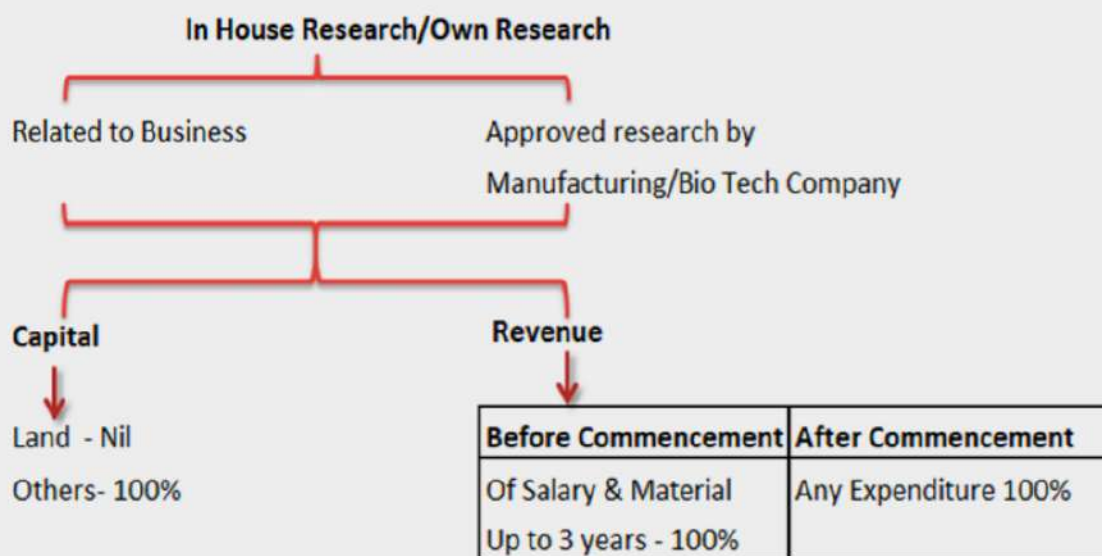 In House Research/Own Research
Related to Business
Approved research by
Manufacturing/Bio Tech Company
Capital
Revenue
Land - Nil
Others- 100%
Before Commencement
After Commencement
Of Salary & Material
Up to 3 years - 100%
Any Expenditure 100%